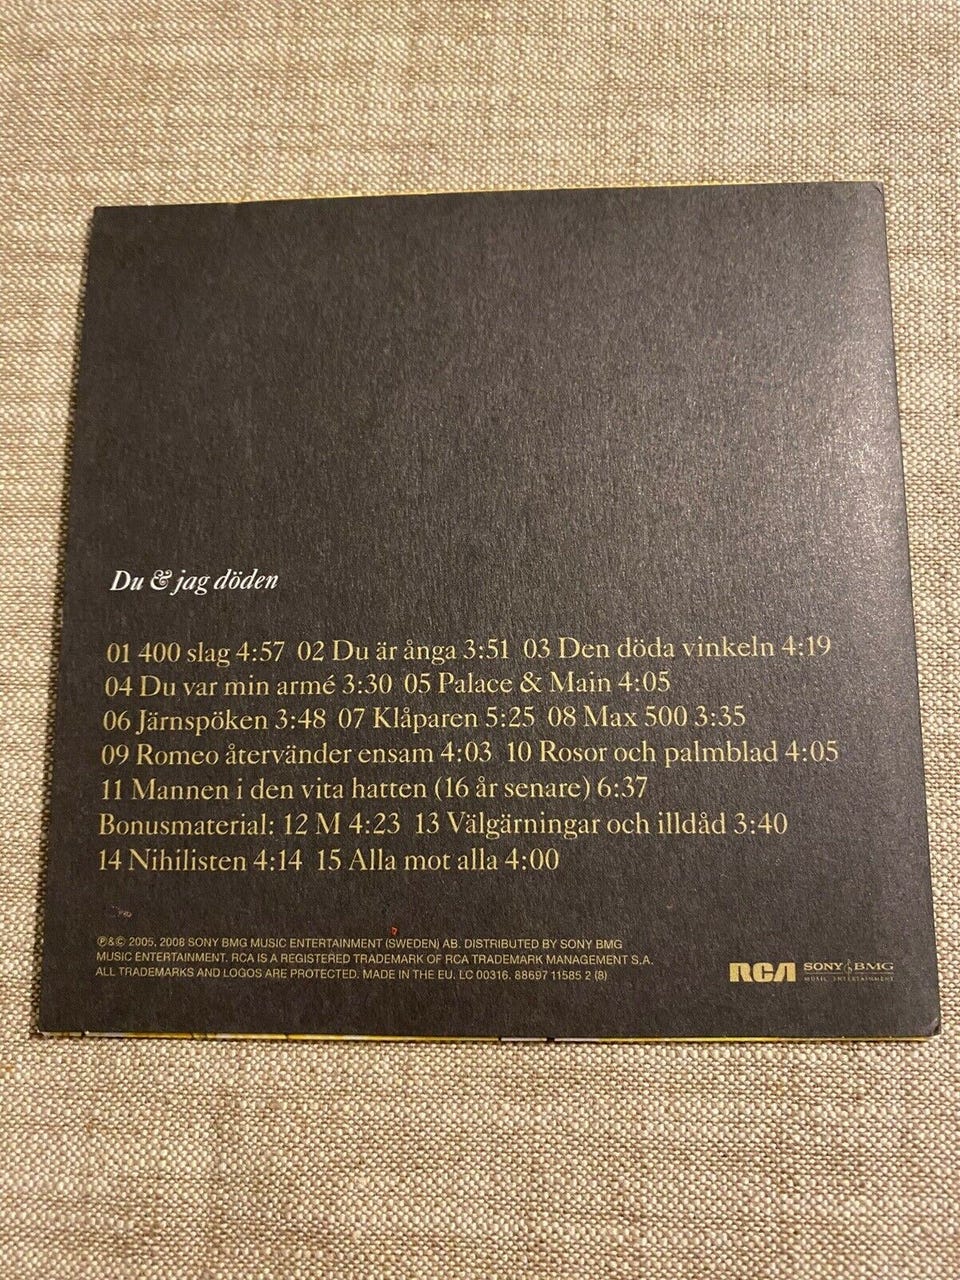 Du & jag döden
01 400 slag 4:57 02 Du är ånga 3:51 03 Den döda vinkeln 4:19
04 Du var min armé 3:30 05 Palace & Main 4:05
06 Järnspöken 3:48 07 Klåparen 5:25 08 Max 500 3:35
09 Romeo återvänder ensam 4:03 10 Rosor och palmblad 4:05
11 Mannen i den vita hatten (16 år senare) 6:37
Bonusmaterial: 12 M 4:23 13 Välgärningar och illdåd 3:40
14 Nihilisten 4:14 15 Alla mot alla 4:00
℗&© 2005, 2008 SONY BMG MUSIC ENTERTAINMENT (SWEDEN) AB. DISTRIBUTED BY SONY BMG
MUSIC ENTERTAINMENT. RCA IS A REGISTERED TRADEMARK OF RCA TRADEMARK MANAGEMENT S.A.
ALL TRADEMARKS AND LOGOS ARE PROTECTED. MADE IN THE EU. LC 00316. 88697 11585 2 (8)
RCA SONY BMG
MUSIC ENTERTAINMENT